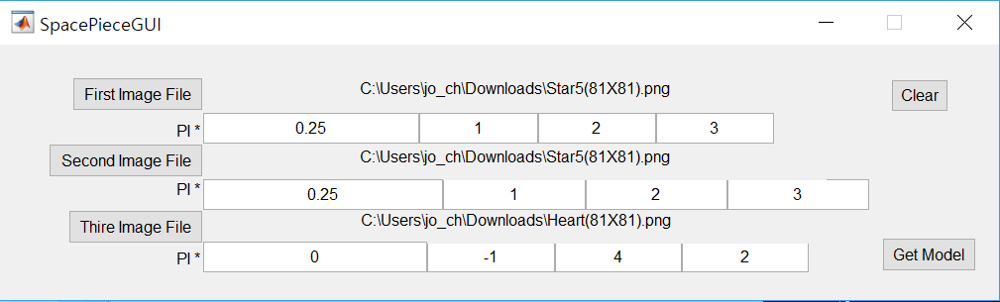 SpacePieceGUI
First Image File C:\Users\jo_ch\Downloads\Star5(81X81).png Clear
PI * 0.25 1 2 3
Second Image File C:\Users\jo_ch\Downloads\Star5(81X81).png
PI * 0.25 1 2 3
Thire Image File C:\Users\jo_ch\Downloads\Heart(81X81).png
PI * 0 -1 4 2 Get Model